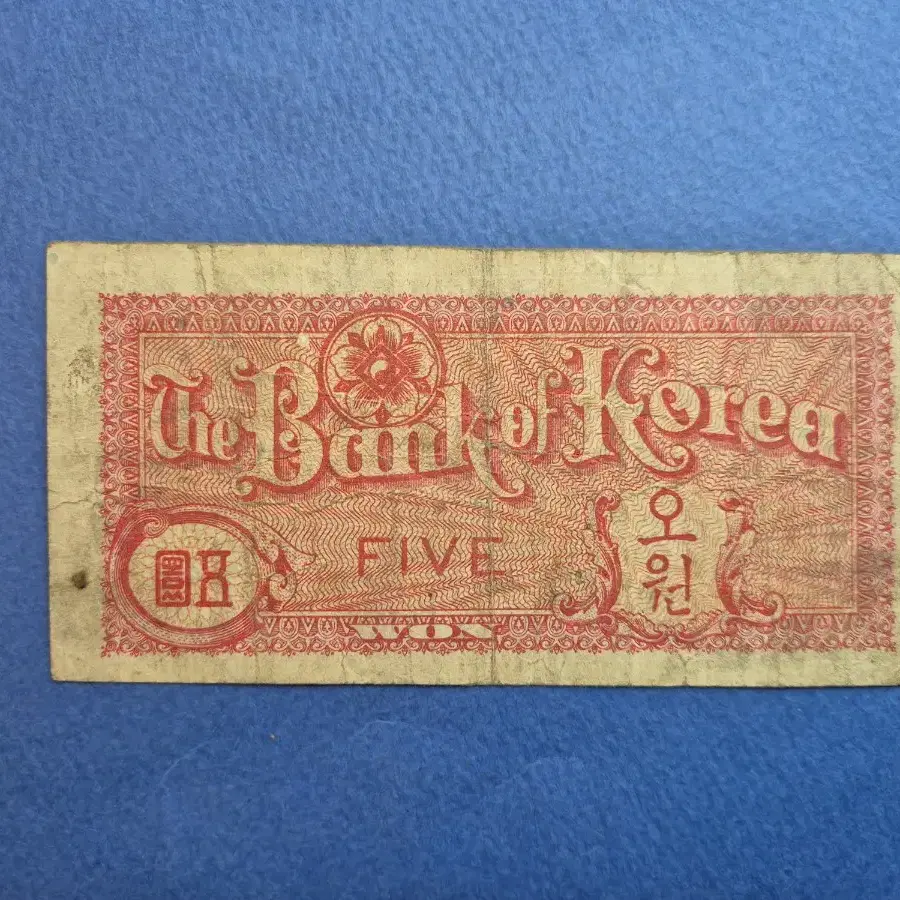 The Bank of Korea
五圓
FIVE
WON
오
원